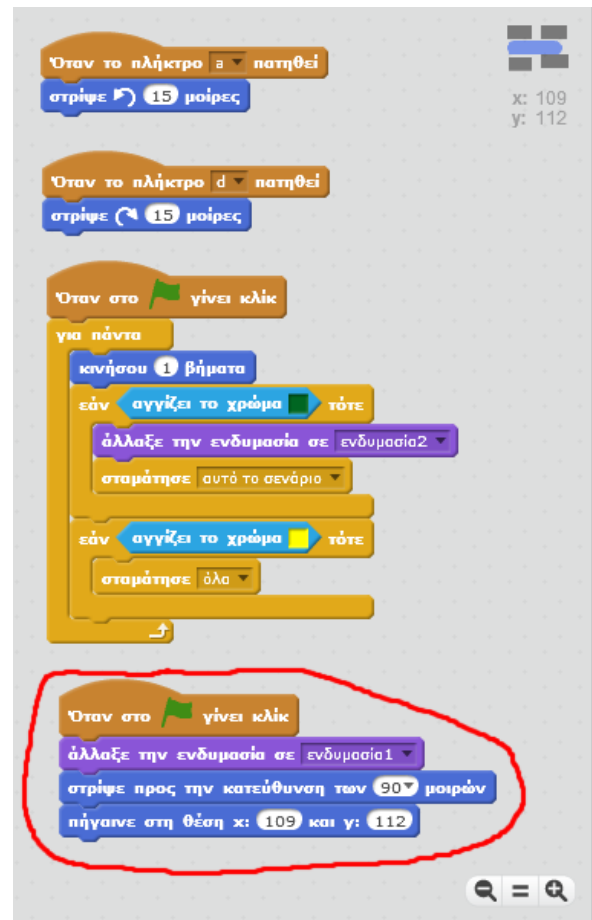 Όταν το πλήκτρο a πατηθεί
στρίψε 15 μοίρες
x: 109
y: 112
Όταν το πλήκτρο d πατηθεί
στρίψε 15 μοίρες
Όταν στο γίνει κλίκ
για πάντα
κινήσου 1 βήματα
εάν αγγίζει το χρώμα τότε
άλλαξε την ενδυμασία σε ενδυμασία2
σταμάτησε αυτό το σενάριο
εάν αγγίζει το χρώμα τότε
σταμάτησε όλα
Όταν στο γίνει κλίκ
άλλαξε την ενδυμασία σε ενδυμασία1
στρίψε προς την κατεύθυνση των 90 μοιρών
πήγαινε στη θέση x: 109 και y: 112